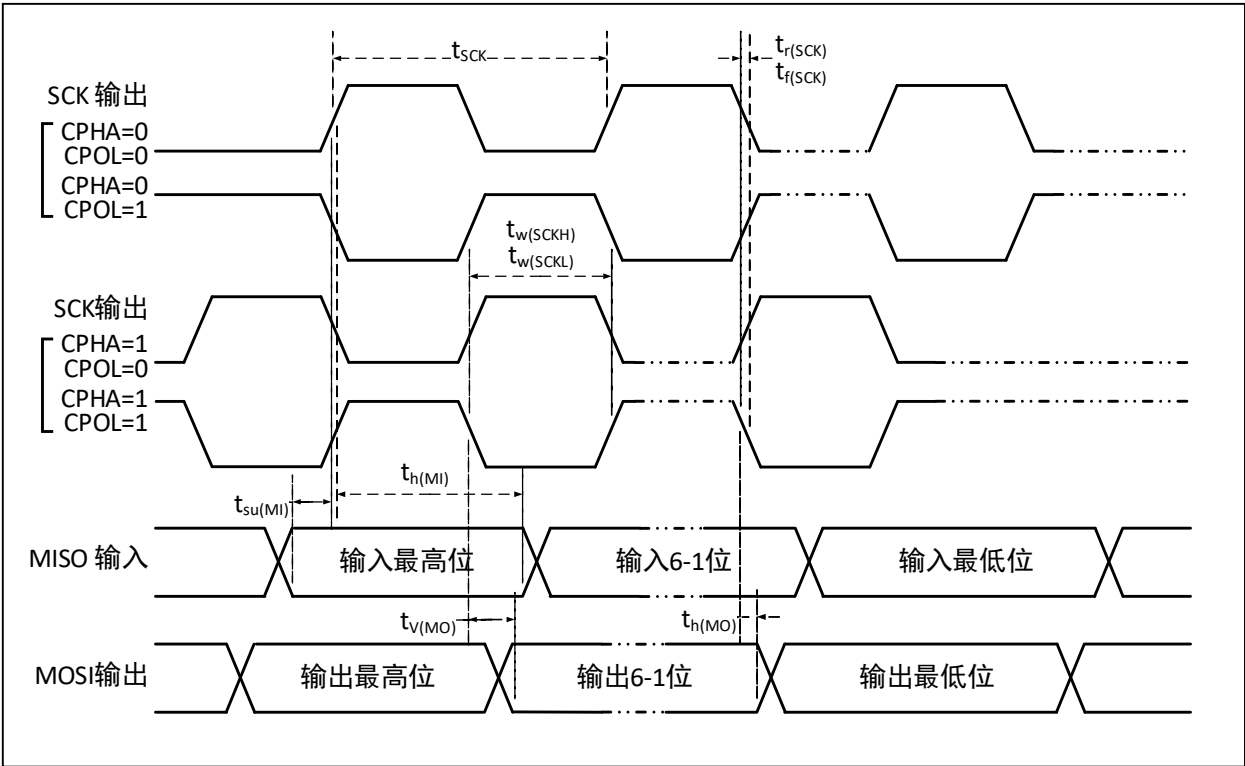 tSCK
tr(SCK)
tf(SCK)
SCK 输出
CPHA=0
CPOL=0
CPHA=0
CPOL=1
tw(SCKH)
tw(SCKL)
SCK输出
CPHA=1
CPOL=0
CPHA=1
CPOL=1
th(MI)
tsu(MI)
MISO 输入
输入最高位
输入6-1位
输入最低位
tV(MO)
th(MO)
MOSI输出
输出最高位
输出6-1位
输出最低位